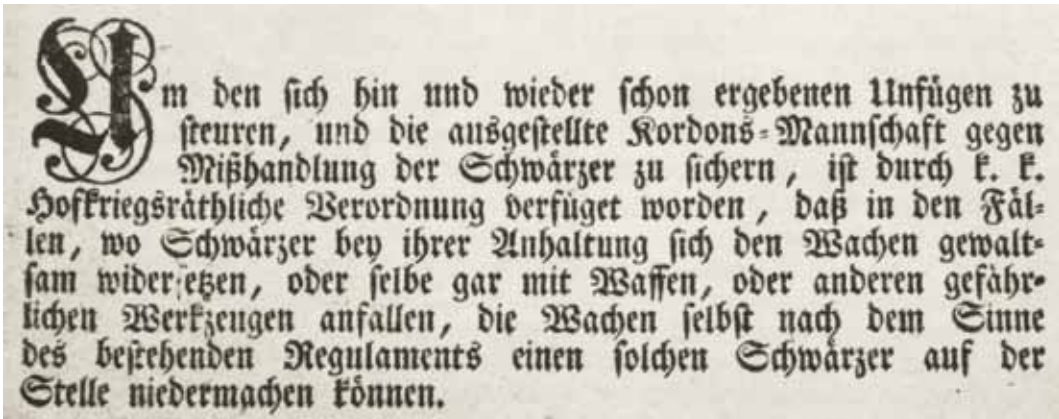 Um den sich hin und wieder schon ergebenen Unfügen zu
steuren, und die ausgestellte Kordons-Mannschaft gegen
Mißhandlung der Schwärzer zu sichern, ist durch k. k.
Hofkriegsräthliche Verordnung verfüget worden, daß in den Fäl-
len, wo Schwärzer bey ihrer Anhaltung sich den Wachen gewalt-
sam widersetzen, oder selbe gar mit Waffen, oder anderen gefähr-
lichen Werkzeugen anfallen, die Wachen selbst nach dem Sinne
des bestehenden Regulaments einen solchen Schwärzer auf der
Stelle niedermachen können.